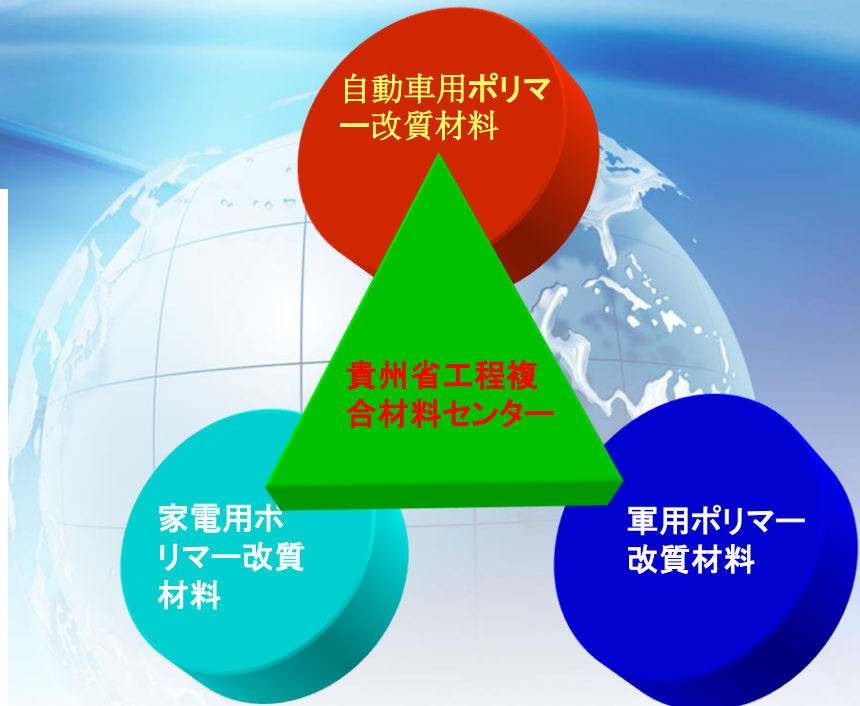 自動車用ポリマ
ー改質材料
貴州省工程複
合材料センター
家電用ポ
リマー改質
材料
軍用ポリマー
改質材料